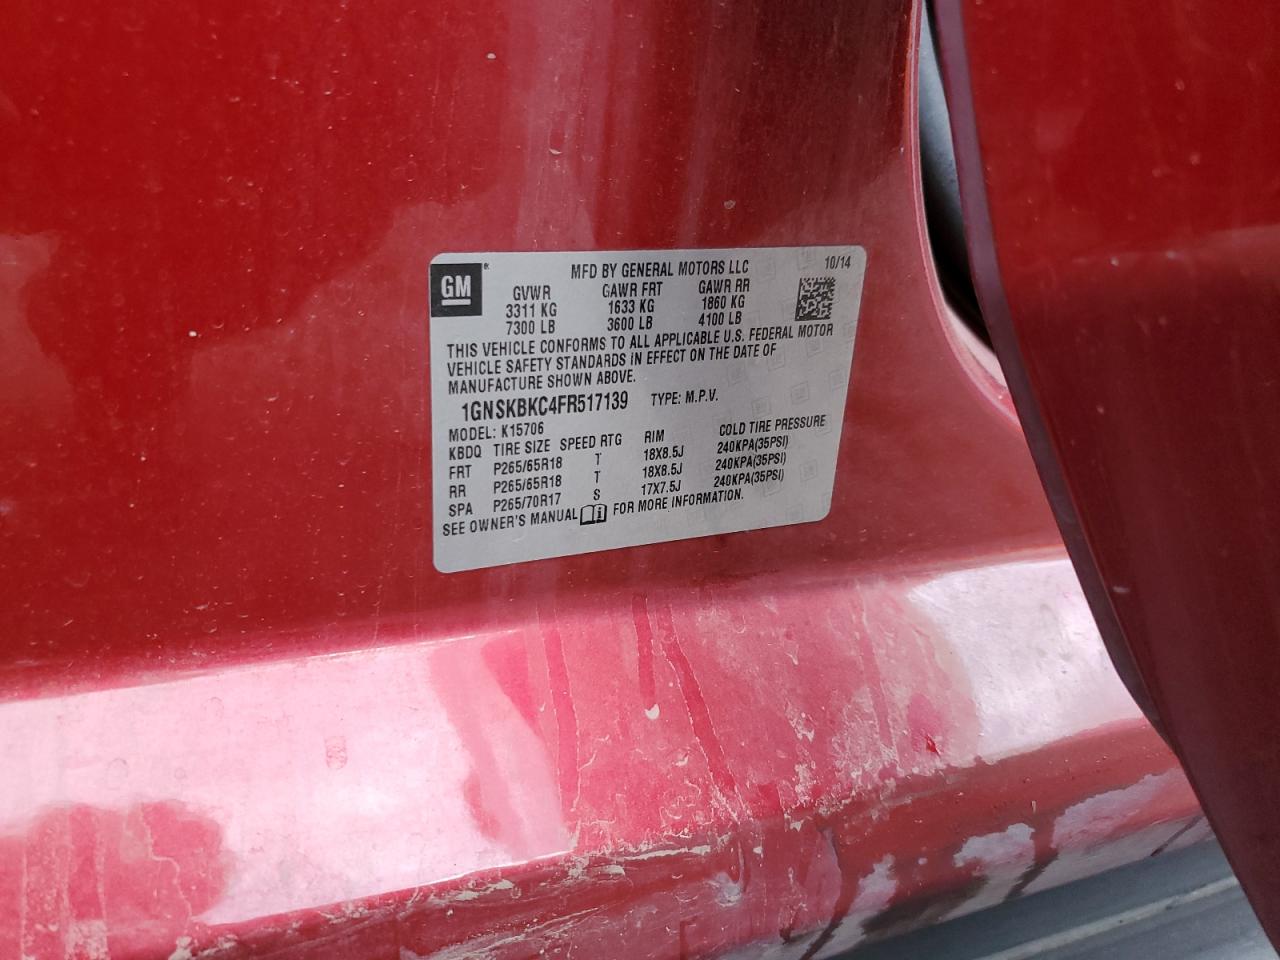 GM®
MFD BY GENERAL MOTORS LLC 10/14
GVWR GAWR FRT GAWR RR
3311 KG 1633 KG 1860 KG
7300 LB 3600 LB 4100 LB
THIS VEHICLE CONFORMS TO ALL APPLICABLE U.S. FEDERAL MOTOR
VEHICLE SAFETY STANDARDS IN EFFECT ON THE DATE OF
MANUFACTURE SHOWN ABOVE.
1GNSKBKC4FR517139 TYPE: M.P.V.
MODEL: K15706
KBDQ TIRE SIZE SPEED RTG RIM COLD TIRE PRESSURE
FRT P265/65R18 T 18X8.5J 240KPA(35PSI)
RR P265/65R18 T 18X8.5J 240KPA(35PSI)
SPA P265/70R17 S 17X7.5J 240KPA(35PSI)
SEE OWNER'S MANUAL i FOR MORE INFORMATION.